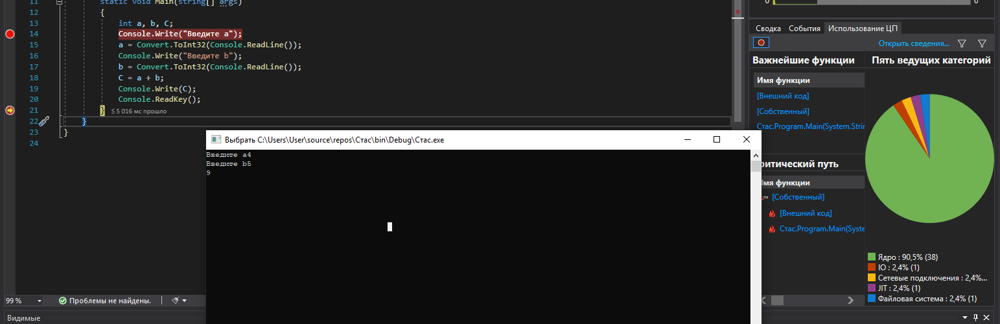 11 static void Main(string[] args)
12 {
13 int a, b, C;
14 Console.Write("Введите a");
15 a = Convert.ToInt32(Console.ReadLine());
16 Console.Write("Введите b");
17 b = Convert.ToInt32(Console.ReadLine());
18 C = a + b;
19 Console.Write(C);
20 Console.ReadKey();
21 } ≤ 5 016 мс прошло
22 }
23 }
24
Выбрать C:\Users\User\source\repos\Стас\bin\Debug\Стас.exe
Введите a4
Введите b5
9
99 %
Проблемы не найдены.
Видимые
0 0
Сводка События Использование ЦП
Открыть сведения...
Важнейшие функции
Имя функции
[Внешний код]
[Собственный]
Стас.Program.Main(System.Strin
ритический путь
Имя функции
[Собственный]
[Внешний код]
Стас.Program.Main(Syste
Пять ведущих категорий
Ядро : 90,5% (38)
IO : 2,4% (1)
Сетевые подключения : 2,4%...
JIT : 2,4% (1)
Файловая система : 2,4% (1)